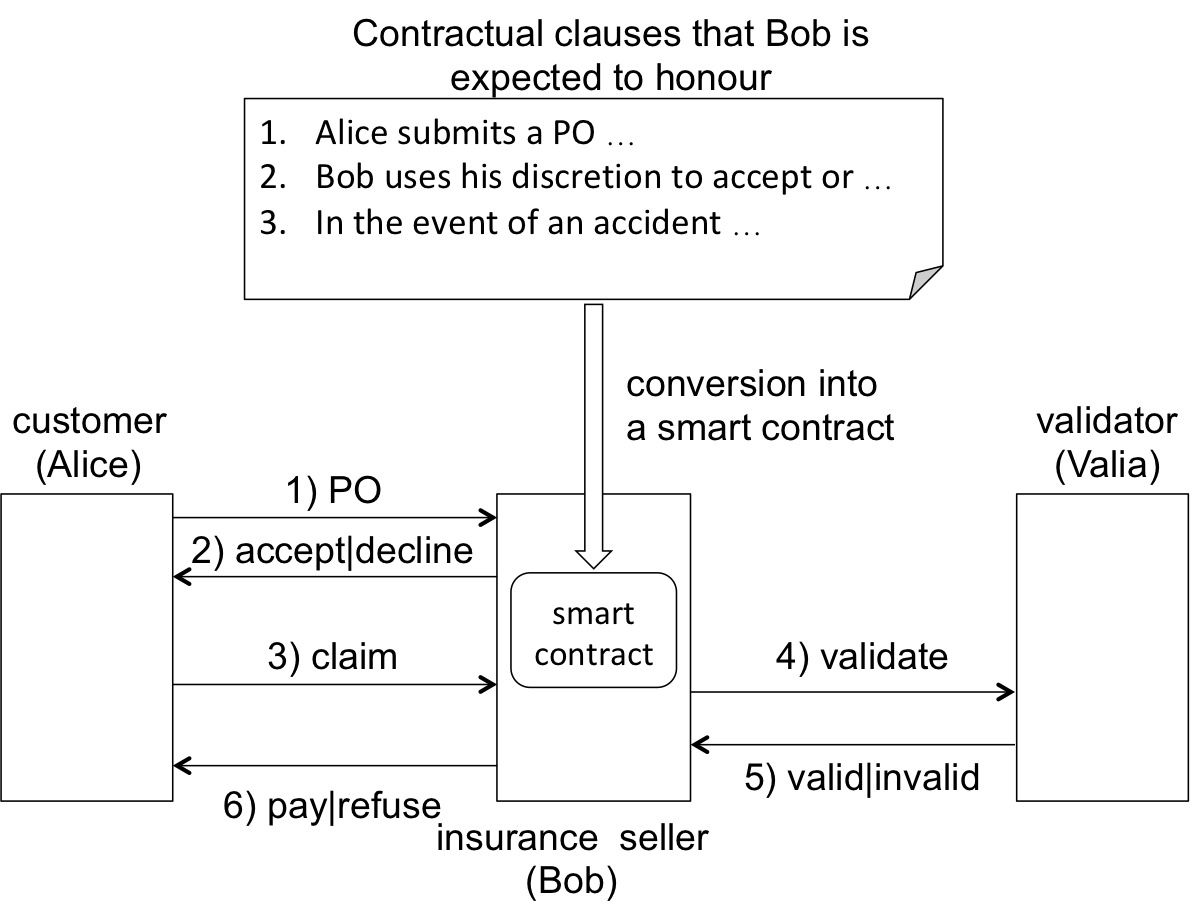 Contractual clauses that Bob is
expected to honour
1. Alice submits a PO …
2. Bob uses his discretion to accept or …
3. In the event of an accident …
conversion into
a smart contract
customer
(Alice)
validator
(Valia)
1) PO
2) accept|decline
smart
contract
3) claim
4) validate
5) valid|invalid
6) pay|refuse
insurance seller
(Bob)